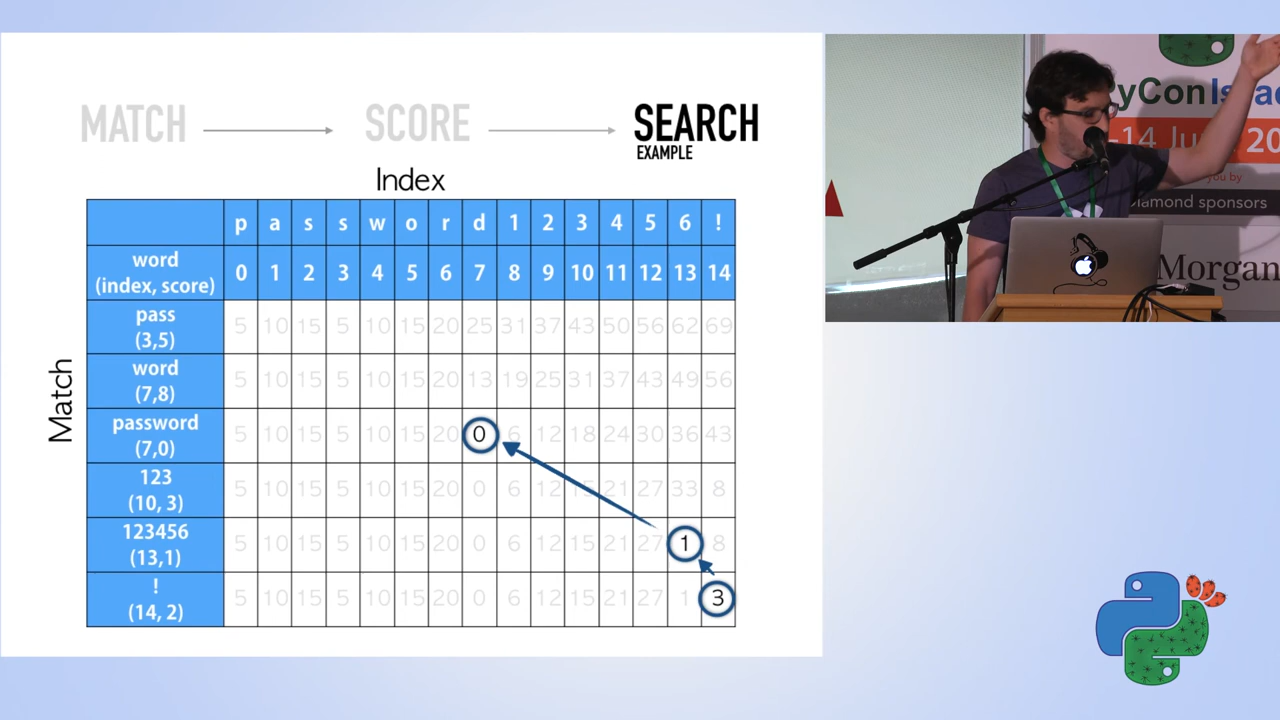 MATCH SCORE SEARCH
EXAMPLE
Index
p a s s w o r d 1 2 3 4 5 6 !
word
(index, score) 0 1 2 3 4 5 6 7 8 9 10 11 12 13 14
pass
(3,5) 5 10 15 5 10 15 20 25 31 37 43 50 56 62 69
word
(7,8) 5 10 15 5 10 15 20 13 19 25 31 37 43 49 56
password
(7,0) 5 10 15 5 10 15 20 0 6 12 18 24 30 36 43
123
(10, 3) 5 10 15 5 10 15 20 0 6 12 15 21 27 33 8
123456
(13,1) 5 10 15 5 10 15 20 0 6 12 15 21 27 1 8
!
(14, 2) 5 10 15 5 10 15 20 0 6 12 15 21 27 1 3
Match
yCon Israe
-14 Ju 20
you by
iamond sponsors
Morgan